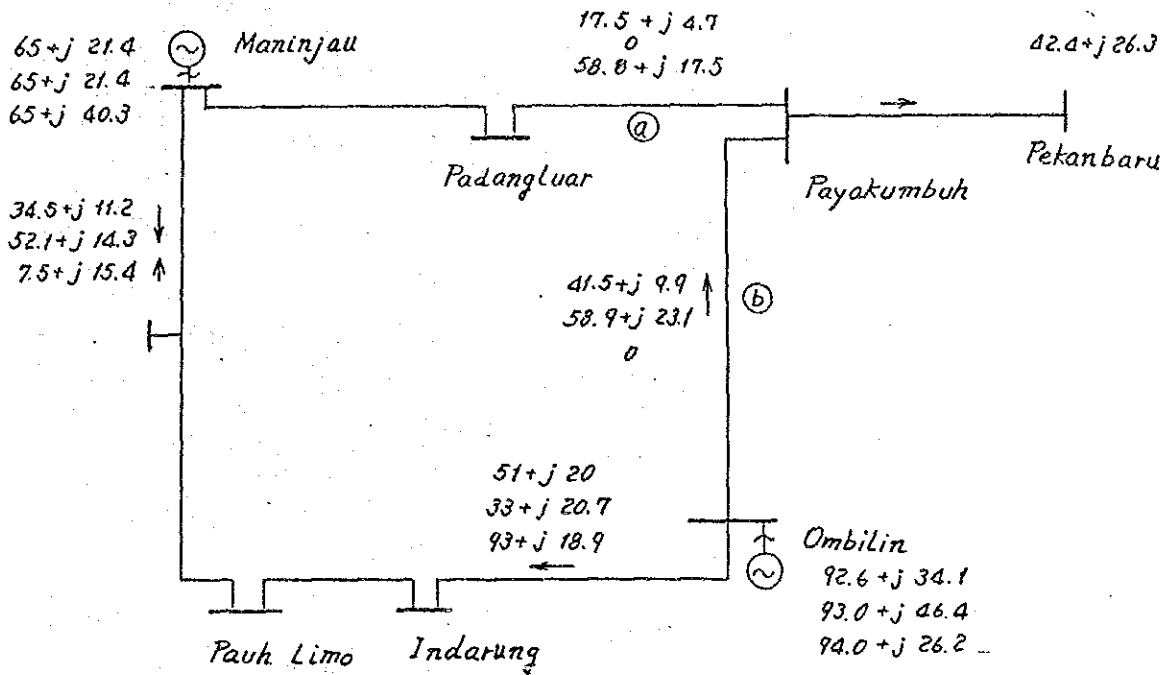 65+j 21.4
65+j 21.4
65+j 40.3
Maninjau
17.5 + j 4.7
0
58.8 + j 17.5
42.4+j 26.3
a
Padangluar
Payakumbuh
Pekanbaru
34.5+j 11.2
52.1+j 14.3
7.5+j 15.4
41.5+j 9.9
58.9+j 23.1
0
b
51+j 20
33+j 20.7
93+j 18.9
Ombilin
92.6+j 34.1
93.0+j 46.4
94.0+j 26.2
Pauh Limo
Indarung